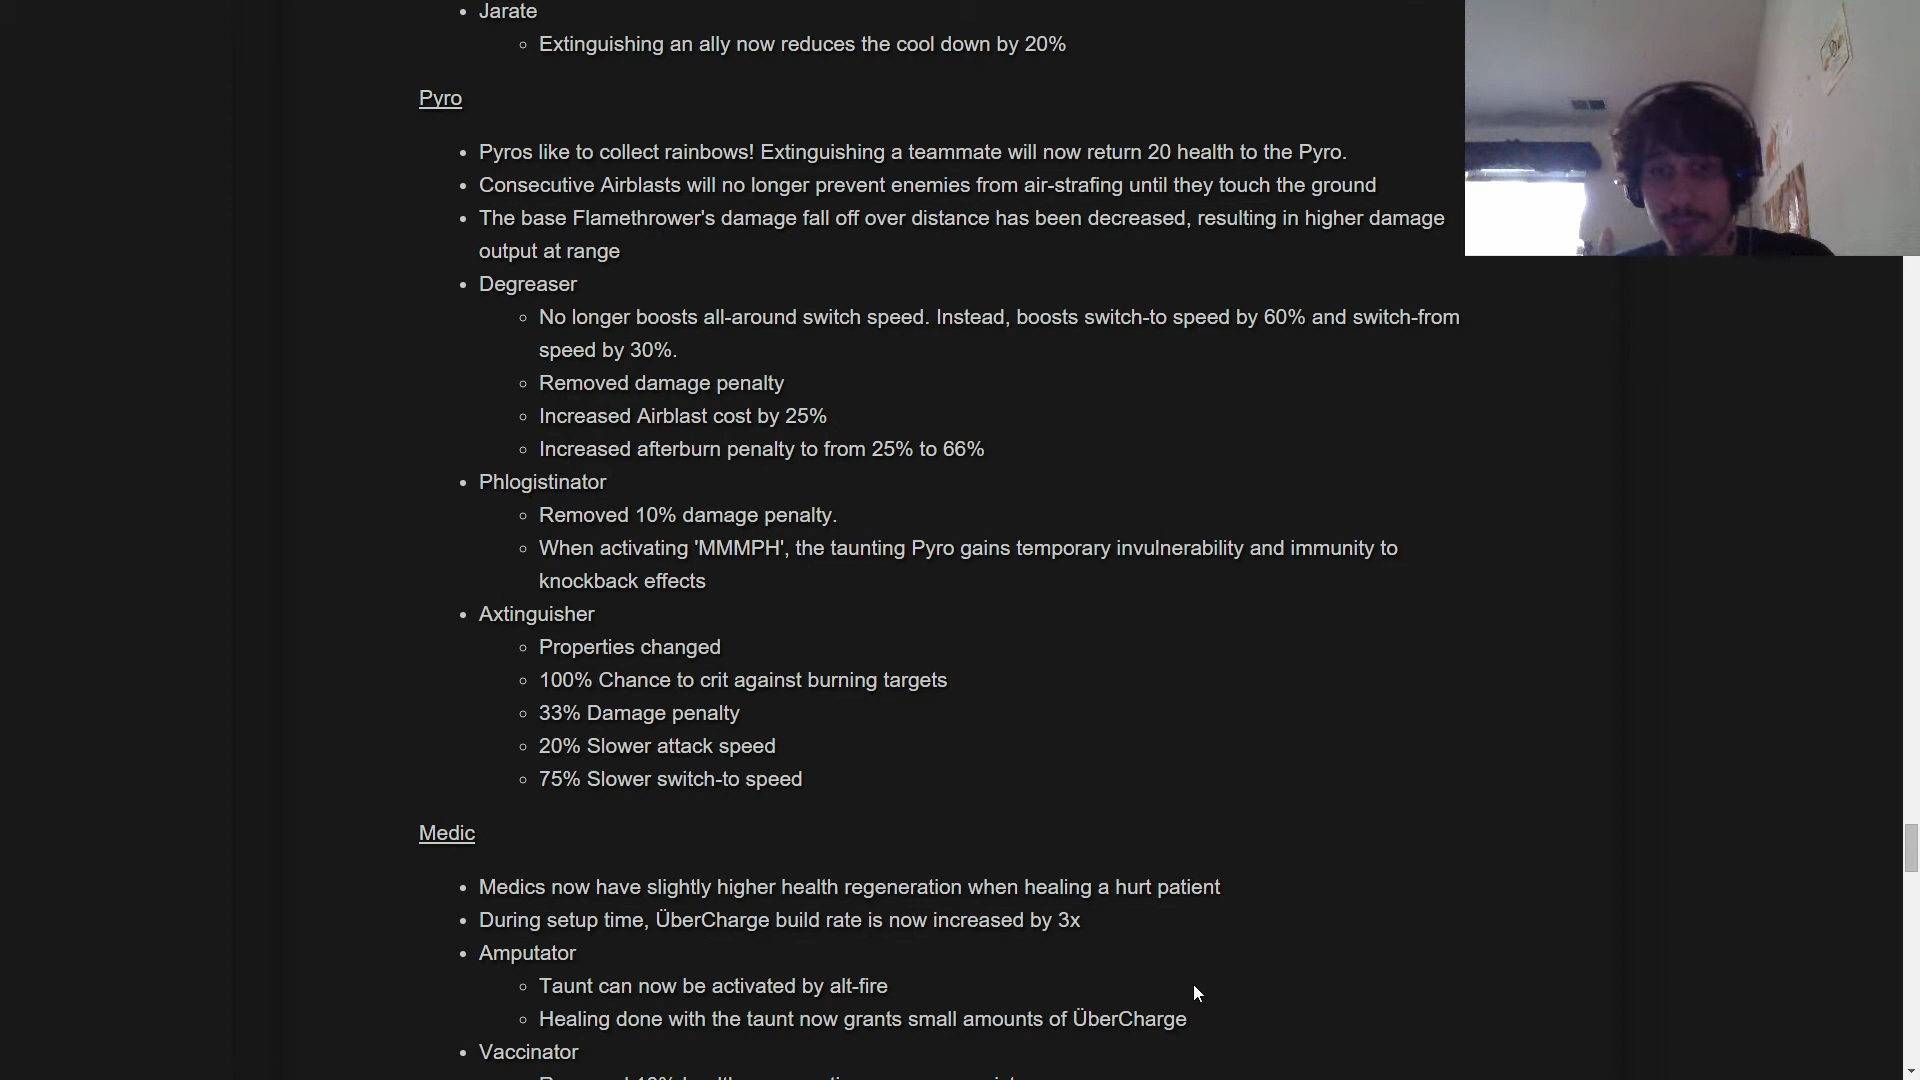 Jarate
Extinguishing an ally now reduces the cool down by 20%
Pyro
Pyros like to collect rainbows! Extinguishing a teammate will now return 20 health to the Pyro.
Consecutive Airblasts will no longer prevent enemies from air-strafing until they touch the ground
The base Flamethrower's damage fall off over distance has been decreased, resulting in higher damage
output at range
Degreaser
No longer boosts all-around switch speed. Instead, boosts switch-to speed by 60% and switch-from
speed by 30%.
Removed damage penalty
Increased Airblast cost by 25%
Increased afterburn penalty to from 25% to 66%
Phlogistinator
Removed 10% damage penalty.
When activating 'MMMPH', the taunting Pyro gains temporary invulnerability and immunity to
knockback effects
Axtinguisher
Properties changed
100% Chance to crit against burning targets
33% Damage penalty
20% Slower attack speed
75% Slower switch-to speed
Medic
Medics now have slightly higher health regeneration when healing a hurt patient
During setup time, ÜberCharge build rate is now increased by 3x
Amputator
Taunt can now be activated by alt-fire
Healing done with the taunt now grants small amounts of ÜberCharge
Vaccinator